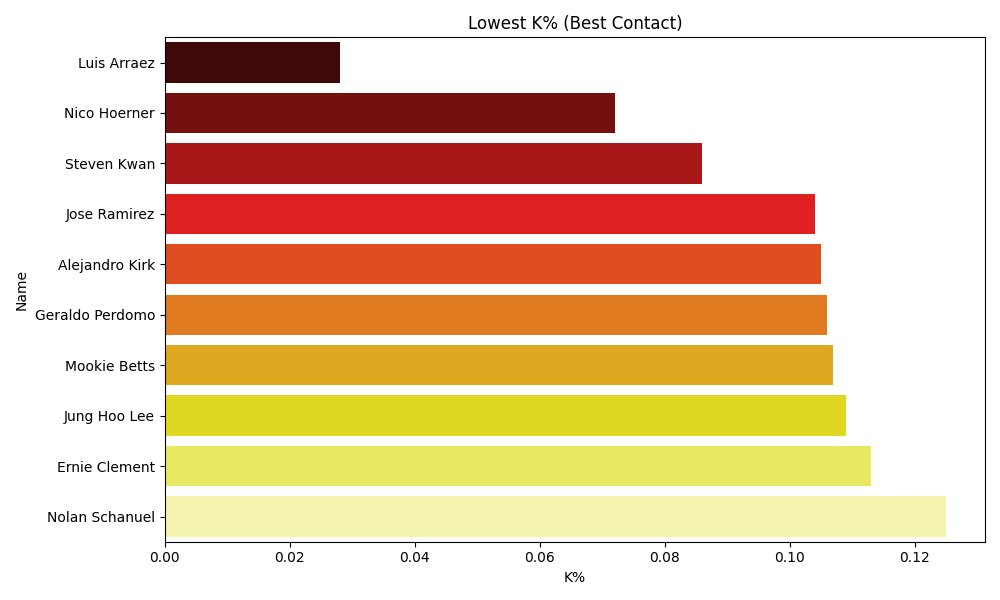 Lowest K% (Best Contact)
Name
Luis Arraez
Nico Hoerner
Steven Kwan
Jose Ramirez
Alejandro Kirk
Geraldo Perdomo
Mookie Betts
Jung Hoo Lee
Ernie Clement
Nolan Schanuel
0.00 0.02 0.04 0.06 0.08 0.10 0.12
K%